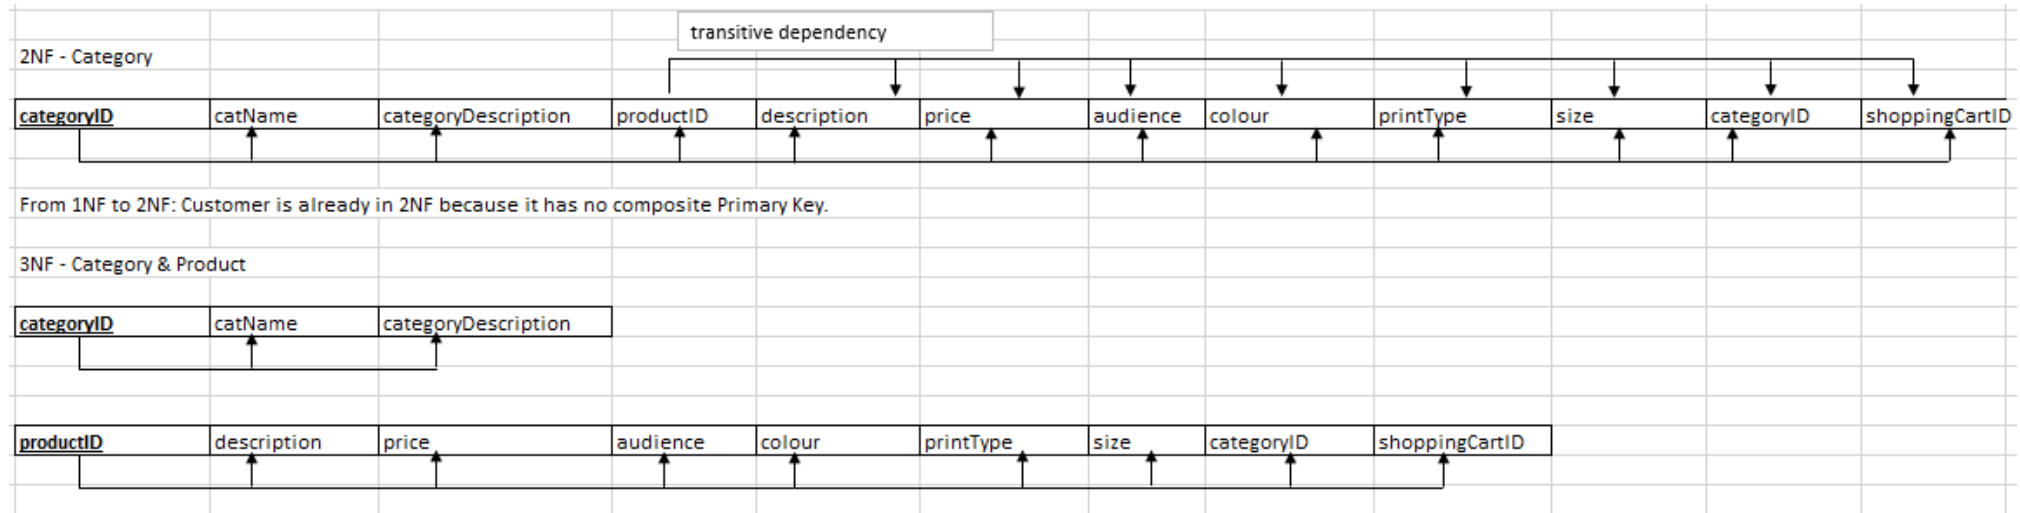 transitive dependency
2NF - Category
categoryID catName categoryDescription productID description price audience colour printType size categoryID shoppingCartID
From 1NF to 2NF: Customer is already in 2NF because it has no composite Primary Key.
3NF - Category & Product
categoryID catName categoryDescription
productID description price audience colour printType size categoryID shoppingCartID